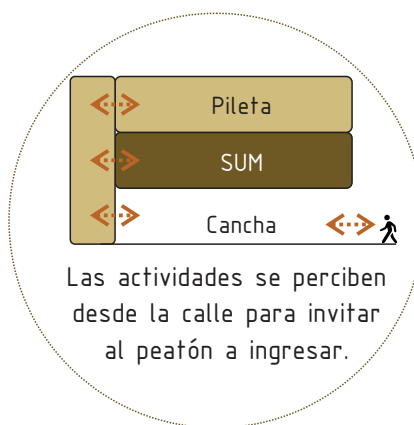 Pileta
SUM
Cancha
Las actividades se perciben
desde la calle para invitar
al peatón a ingresar.